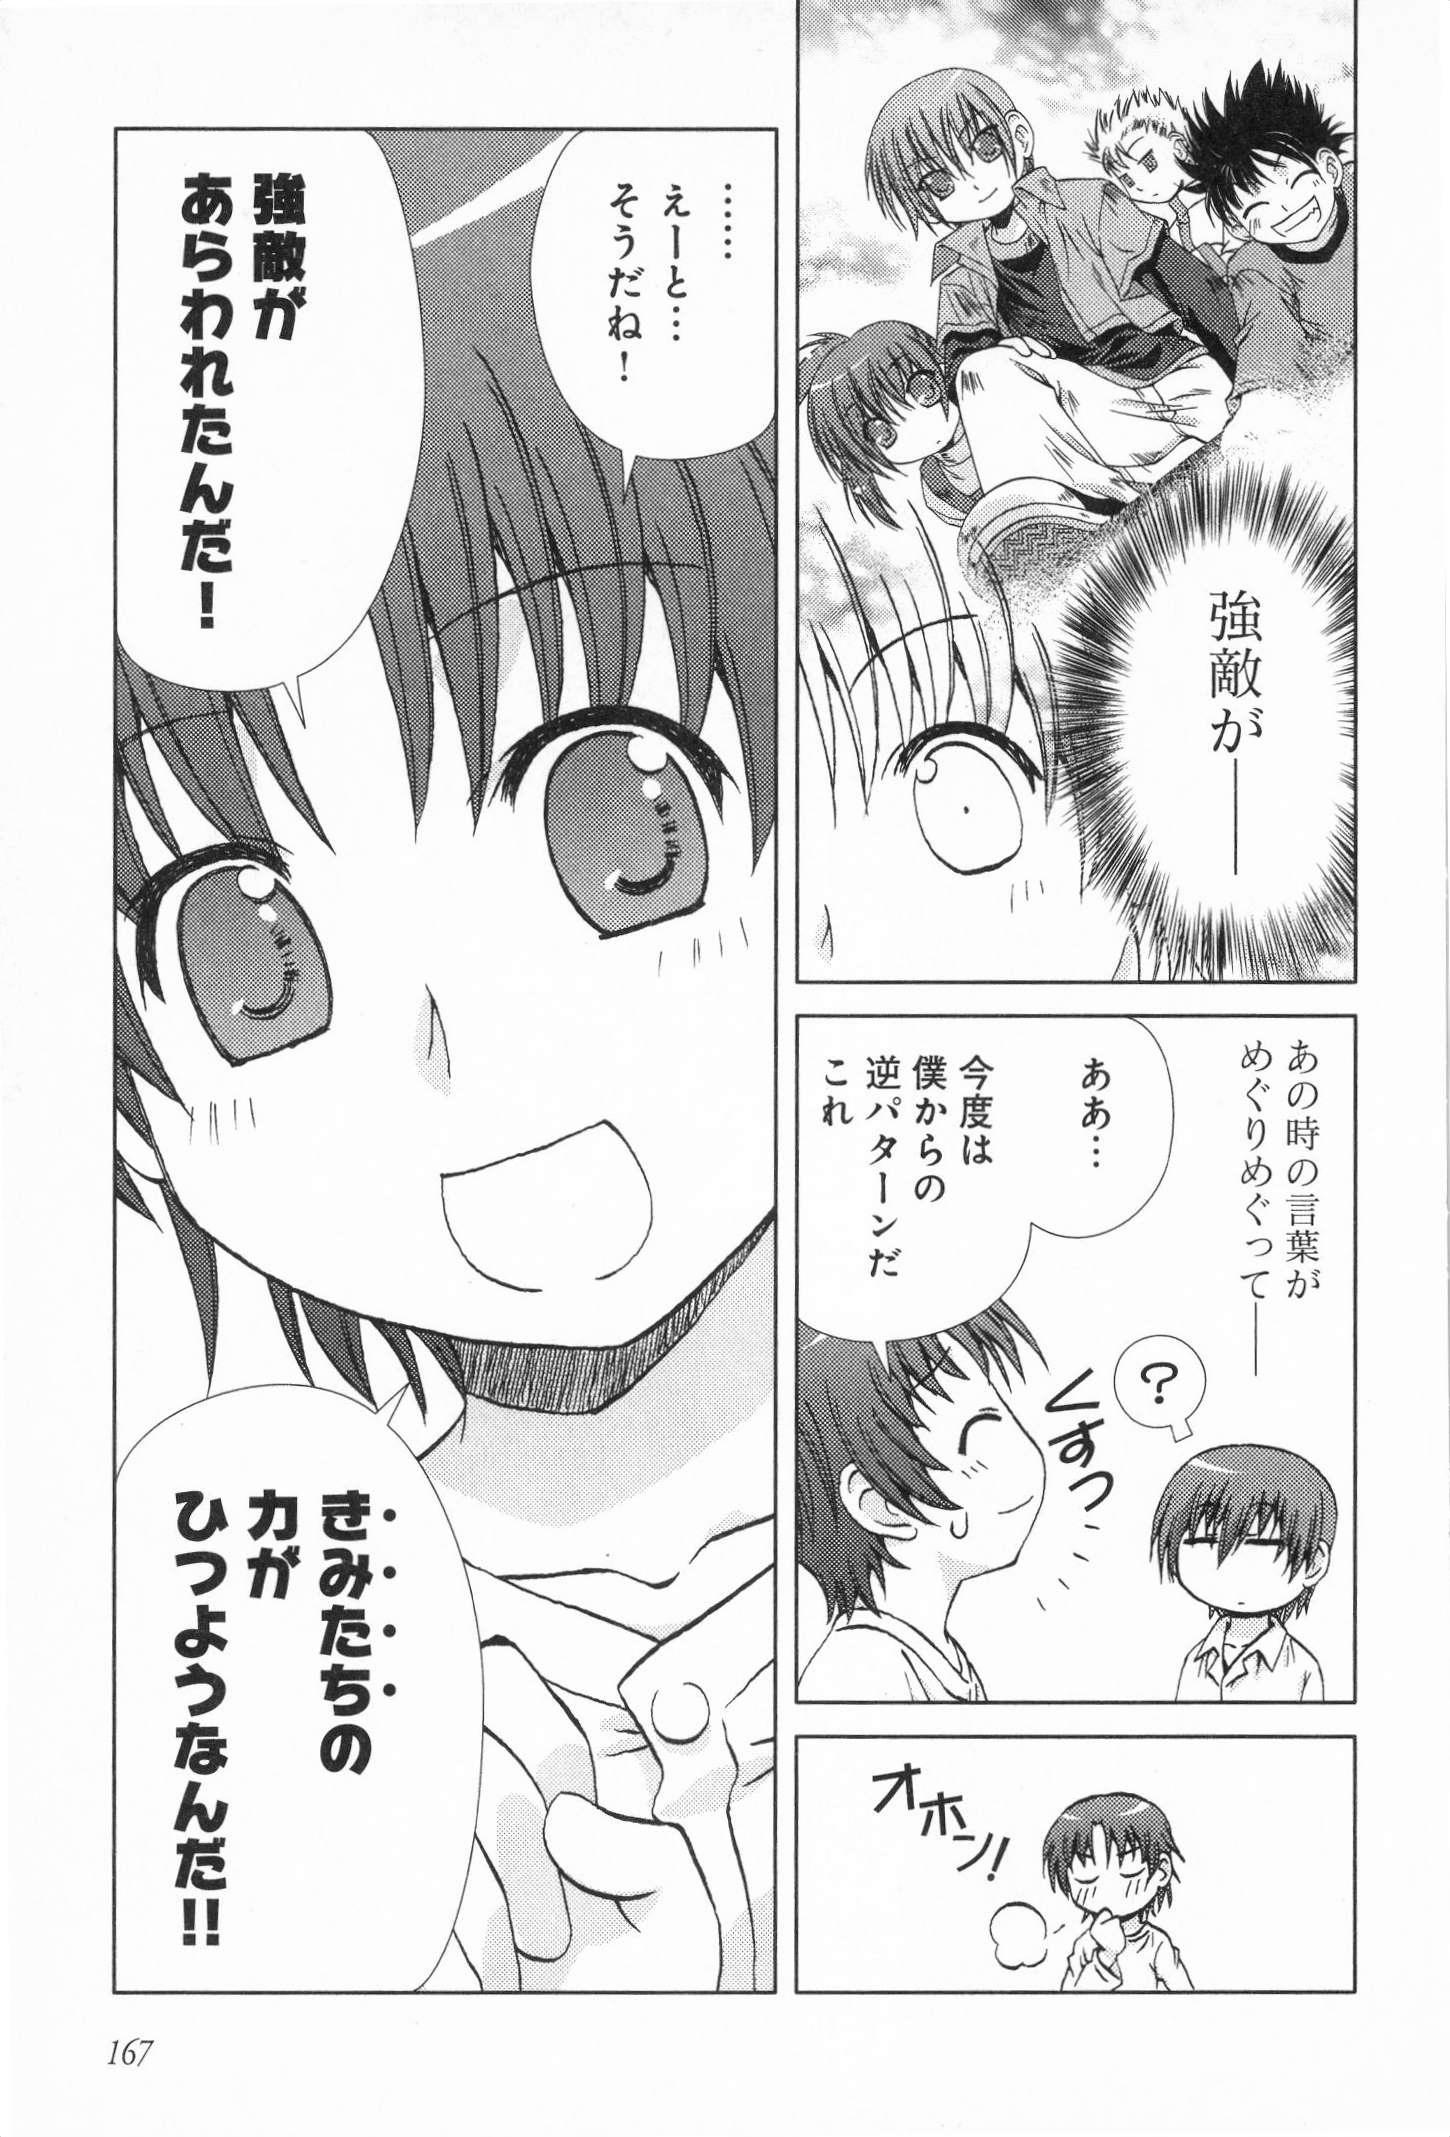 強敵が――
あの時の言葉が
めぐりめぐって――
ああ…
今度は
僕からの
逆パターンだ
これ
くすっ
?
オホン!
……
えーと…
そうだね!
強敵が
あらわれたんだ!
きみたちの
力が
ひつようなんだ!!
167